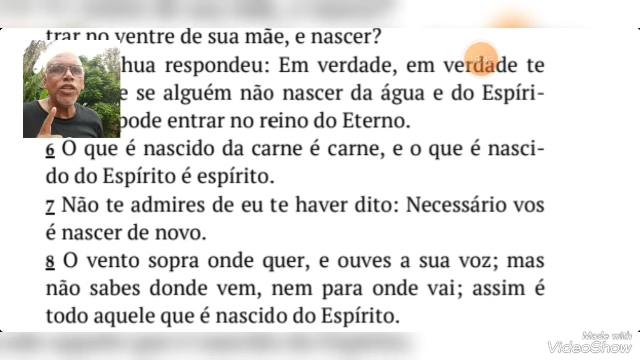 trar no ventre de sua mãe, e nascer?
hua respondeu: Em verdade, em verdade te
e se alguém não nascer da água e do Espíri-
pode entrar no reino do Eterno.
6 O que é nascido da carne é carne, e o que é nasci-
do do Espírito é espírito.
7 Não te admires de eu te haver dito: Necessário vos
é nascer de novo.
8 O vento sopra onde quer, e ouves a sua voz; mas
não sabes donde vem, nem para onde vai; assim é
todo aquele que é nascido do Espírito.
Made with
VideoShow